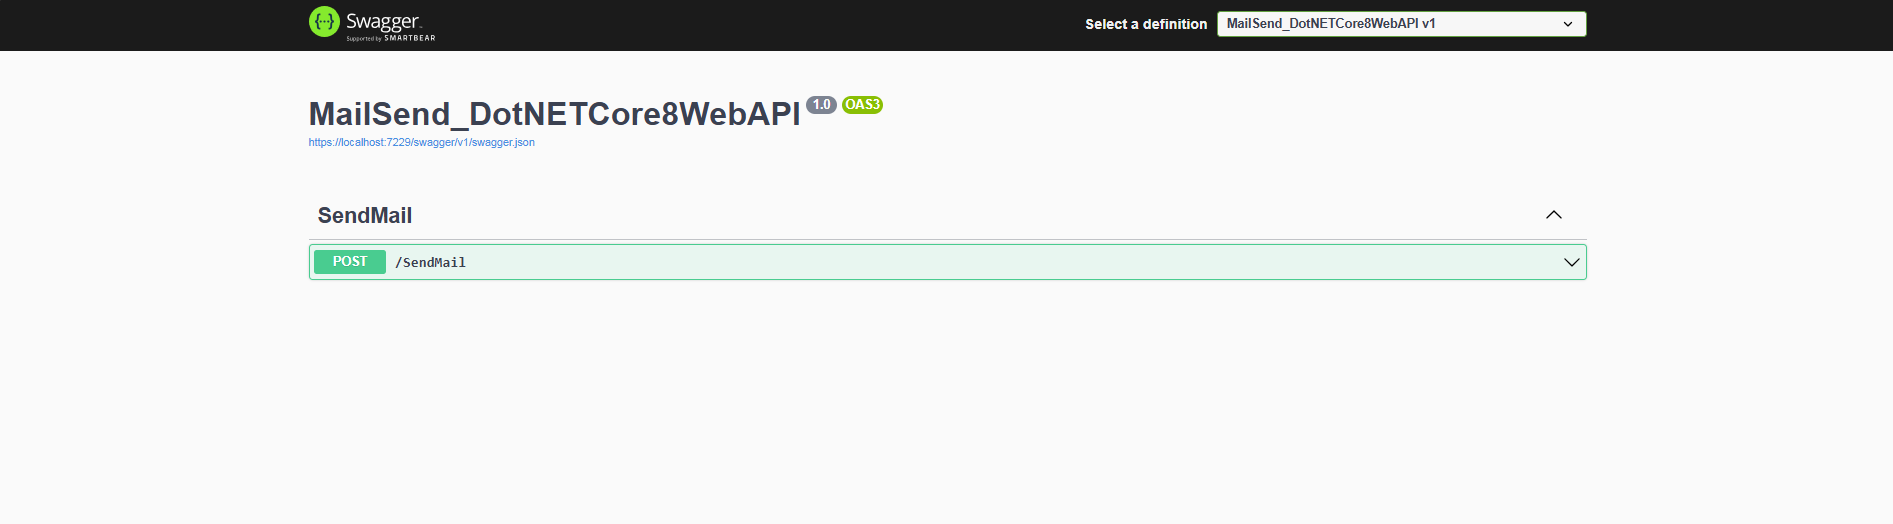 Swagger
Supported by SMARTBEAR
Select a definition
MailSend_DotNETCore8WebAPI v1
MailSend_DotNETCore8WebAPI 1.0 OAS3
https://localhost:7229/swagger/v1/swagger.json
SendMail
POST /SendMail